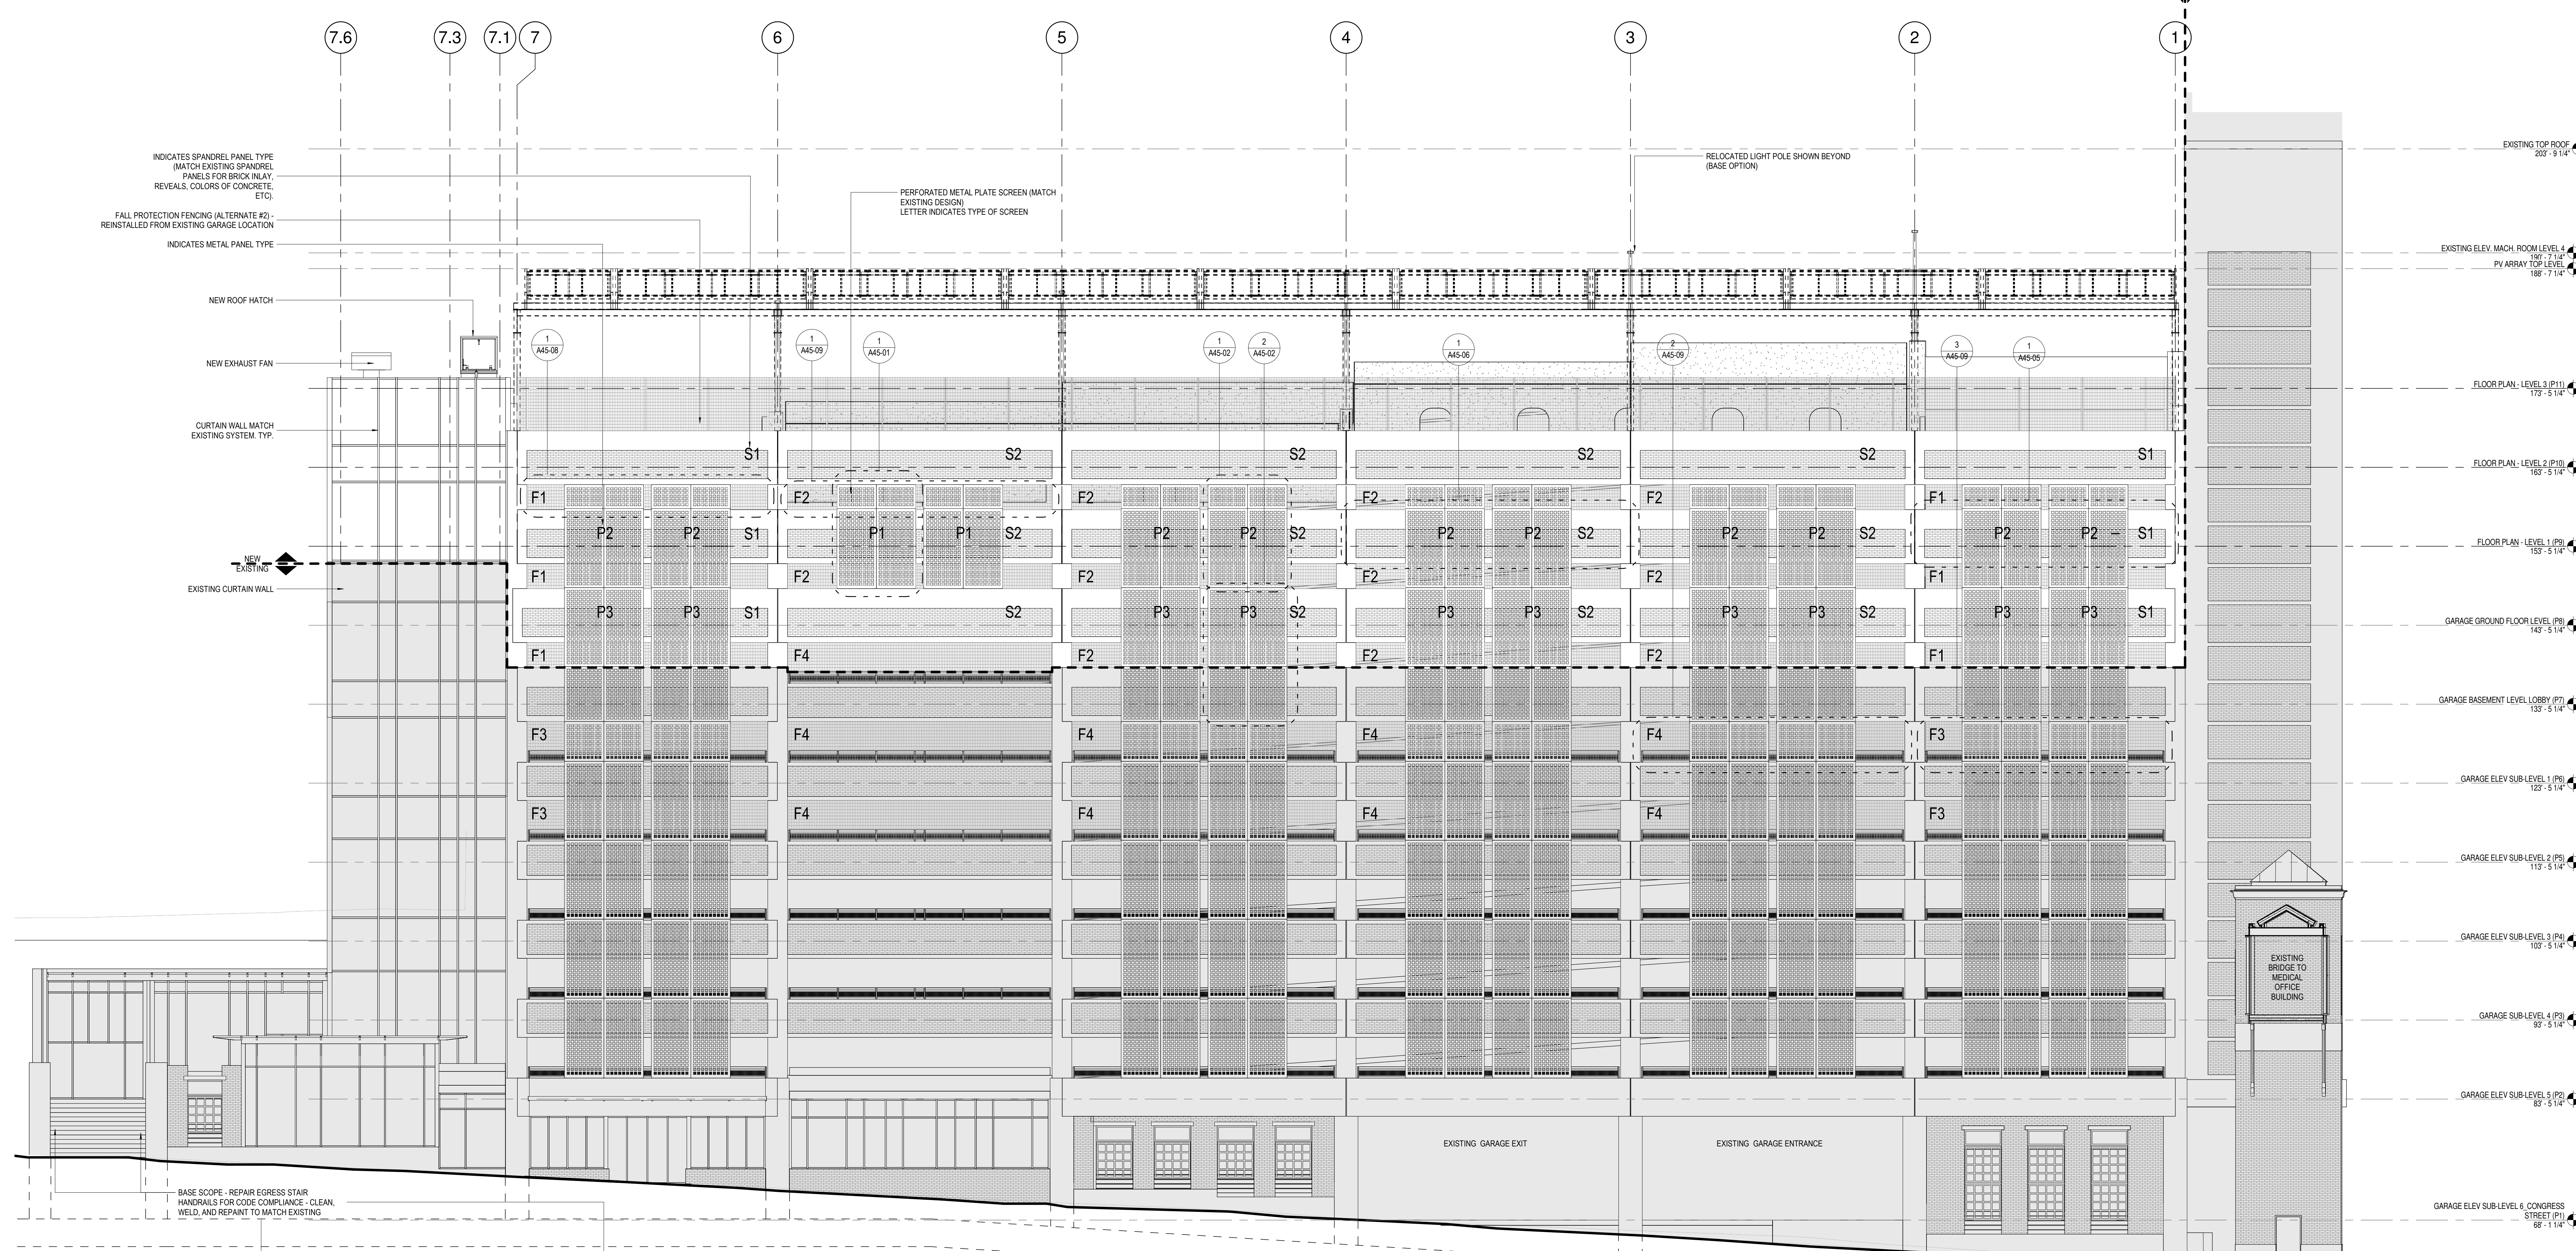 7.6
7.3
7.1
7
6
5
4
3
2
1
INDICATES SPANDREL PANEL TYPE
(MATCH EXISTING SPANDREL
PANELS FOR BRICK INLAY,
REVEALS, COLORS OF CONCRETE,
ETC).
FALL PROTECTION FENCING (ALTERNATE #2) -
REINSTALLED FROM EXISTING GARAGE LOCATION
INDICATES METAL PANEL TYPE
NEW ROOF HATCH
NEW EXHAUST FAN
CURTAIN WALL MATCH
EXISTING SYSTEM. TYP.
NEW
EXISTING
EXISTING CURTAIN WALL
PERFORATED METAL PLATE SCREEN (MATCH
EXISTING DESIGN)
LETTER INDICATES TYPE OF SCREEN
RELOCATED LIGHT POLE SHOWN BEYOND
(BASE OPTION)
1
A45-08
1
A45-09
1
A45-01
1
A45-02
2
A45-02
1
A45-06
2
A45-09
3
A45-09
1
A45-05
S1
S2
S2
S2
S2
S1
F1
F2
F2
F2
F2
F1
P2
P2
S1
P1
P1
S2
P2
P2
S2
P2
P2
S2
P2
P2
S2
P2
P2
S1
F1
F2
F2
F2
F2
F1
P3
P3
S1
S2
P3
P3
S2
P3
P3
S2
P3
P3
S2
P3
P3
S1
F1
F4
F2
F2
F2
F1
F3
F4
F4
F4
F4
F3
F3
F4
F4
F4
F4
F3
EXISTING TOP ROOF
203' - 9 1/4"
EXISTING ELEV. MACH. ROOM LEVEL 4
190' - 7 1/4"
PV ARRAY TOP LEVEL
188' - 7 1/4"
FLOOR PLAN - LEVEL 3 (P11)
173' - 5 1/4"
FLOOR PLAN - LEVEL 2 (P10)
163' - 5 1/4"
FLOOR PLAN - LEVEL 1 (P9)
153' - 5 1/4"
GARAGE GROUND FLOOR LEVEL (P8)
143' - 5 1/4"
GARAGE BASEMENT LEVEL LOBBY (P7)
133' - 5 1/4"
GARAGE ELEV SUB-LEVEL 1 (P6)
123' - 5 1/4"
GARAGE ELEV SUB-LEVEL 2 (P5)
113' - 5 1/4"
GARAGE ELEV SUB-LEVEL 3 (P4)
103' - 5 1/4"
GARAGE SUB-LEVEL 4 (P3)
93' - 5 1/4"
GARAGE ELEV SUB-LEVEL 5 (P2)
83' - 5 1/4"
GARAGE ELEV SUB-LEVEL 6_CONGRESS
STREET (P1)
68' - 1 1/4"
EXISTING
BRIDGE TO
MEDICAL
OFFICE
BUILDING
EXISTING GARAGE EXIT
EXISTING GARAGE ENTRANCE
BASE SCOPE - REPAIR EGRESS STAIR
HANDRAILS FOR CODE COMPLIANCE - CLEAN,
WELD, AND REPAINT TO MATCH EXISTING